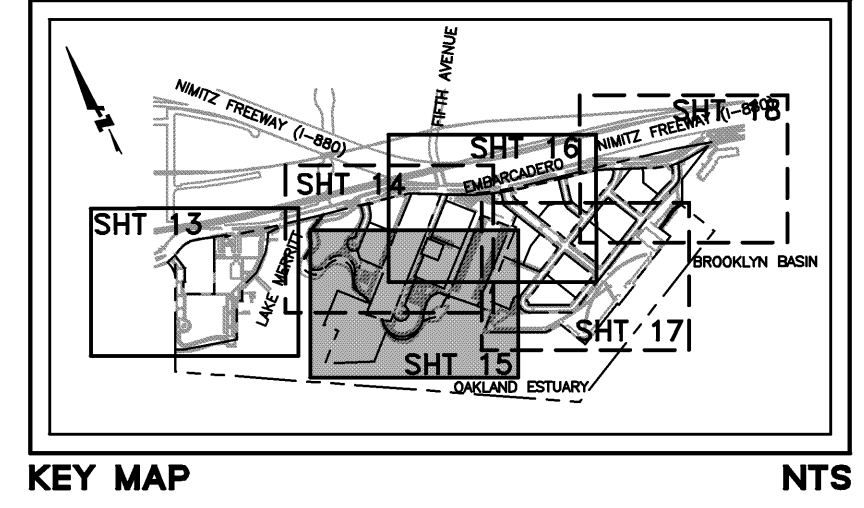 FIFTH AVENUE
NIMITZ FREEWAY (I-880)
SHT 18
NIMITZ FREEWAY (I-880)
SHT 16
EMBARCADERO
SHT 14
SHT 13
LAKE MERRITT
BROOKLYN BASIN
SHT 17
SHT 15
OAKLAND ESTUARY
N
KEY MAP
NTS